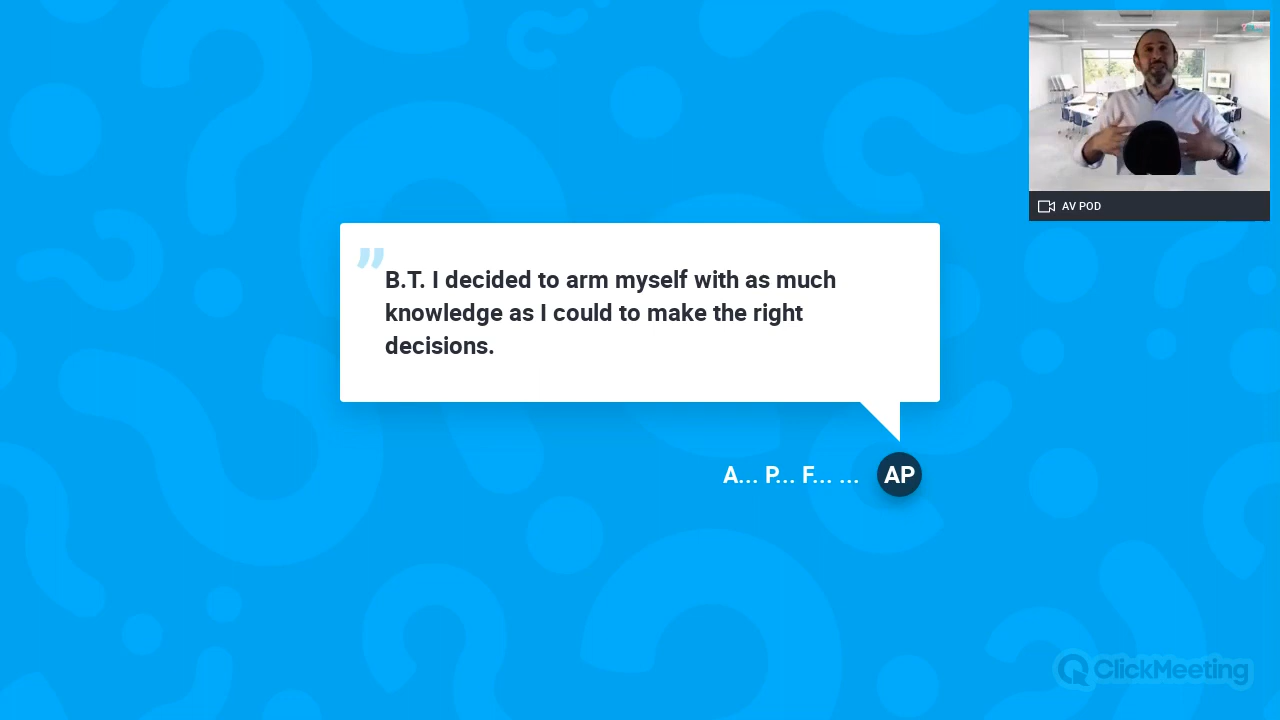 AV POD
B.T. I decided to arm myself with as much
knowledge as I could to make the right
decisions.
A... P... F... ...
AP
ClickMeeting